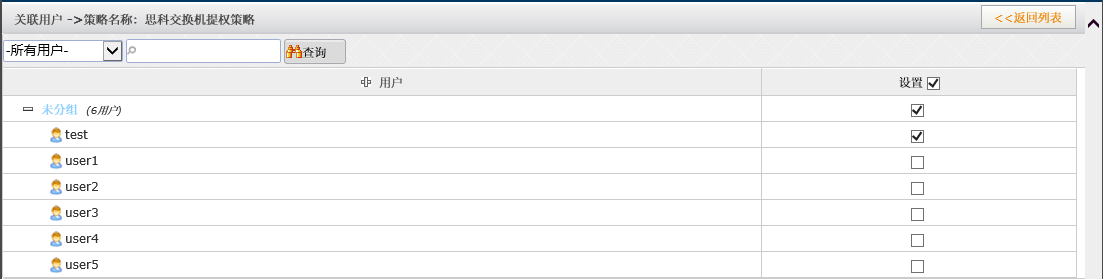 关联用户 ->策略名称：思科交换机提权策略
<<返回列表
-所有用户-
查询
用户 设置
未分组 (6用户)
test
user1
user2
user3
user4
user5